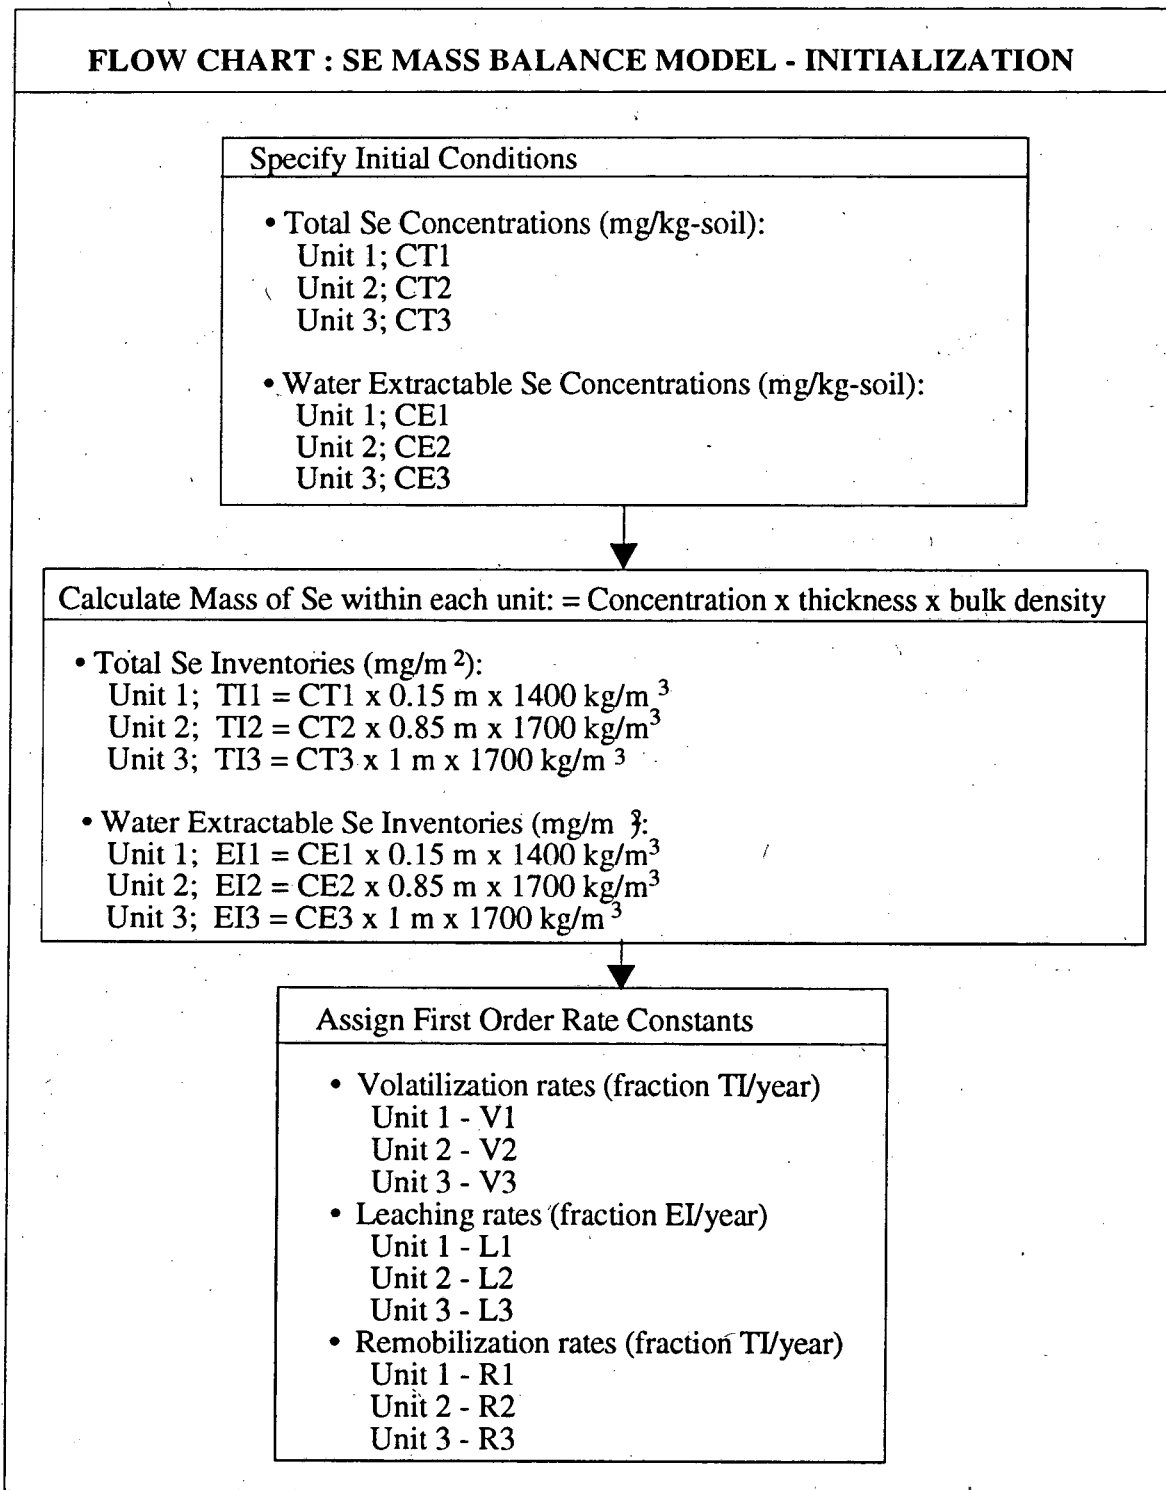 FLOW CHART : SE MASS BALANCE MODEL - INITIALIZATION
Specify Initial Conditions
• Total Se Concentrations (mg/kg-soil):
Unit 1; CT1
Unit 2; CT2
Unit 3; CT3
• Water Extractable Se Concentrations (mg/kg-soil):
Unit 1; CE1
Unit 2; CE2
Unit 3; CE3
Calculate Mass of Se within each unit: = Concentration x thickness x bulk density
• Total Se Inventories (mg/m 2):
Unit 1; TI1 = CT1 x 0.15 m x 1400 kg/m 3
Unit 2; TI2 = CT2 x 0.85 m x 1700 kg/m3
Unit 3; TI3 = CT3 x 1 m x 1700 kg/m 3
• Water Extractable Se Inventories (mg/m ):
Unit 1; EI1 = CE1 x 0.15 m x 1400 kg/m3
Unit 2; EI2 = CE2 x 0.85 m x 1700 kg/m3
Unit 3; EI3 = CE3 x 1 m x 1700 kg/m 3
Assign First Order Rate Constants
• Volatilization rates (fraction TI/year)
Unit 1 - V1
Unit 2 - V2
Unit 3 - V3
• Leaching rates (fraction EI/year)
Unit 1 - L1
Unit 2 - L2
Unit 3 - L3
• Remobilization rates (fraction TI/year)
Unit 1 - R1
Unit 2 - R2
Unit 3 - R3